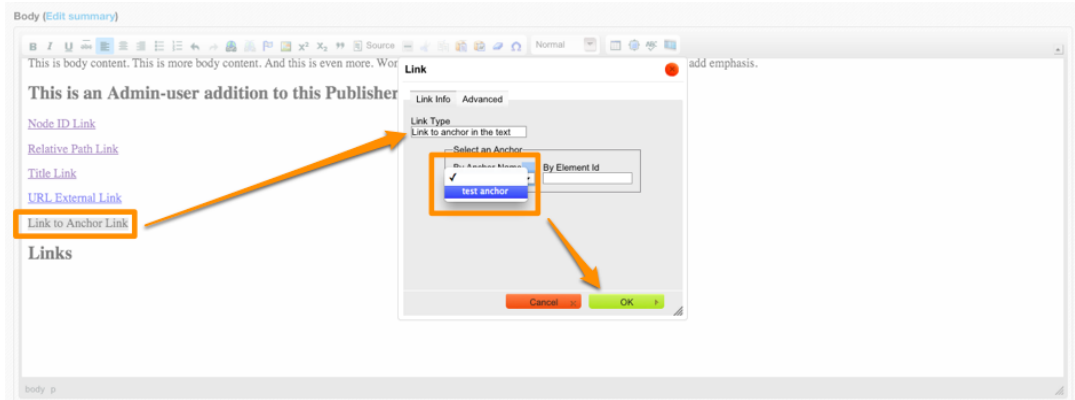 Body (Edit summary)
B I U abc x² x₂ Source Normal
This is body content. This is more body content. And this is even more. Wor
add emphasis.
Link
This is an Admin-user addition to this Publisher
Link Info Advanced
Node ID Link
Link Type
Link to anchor in the text
Relative Path Link
Select an Anchor
By Anchor Name By Element Id
Title Link
✓
test anchor
URL External Link
Link to Anchor Link
Links
Cancel OK
body p